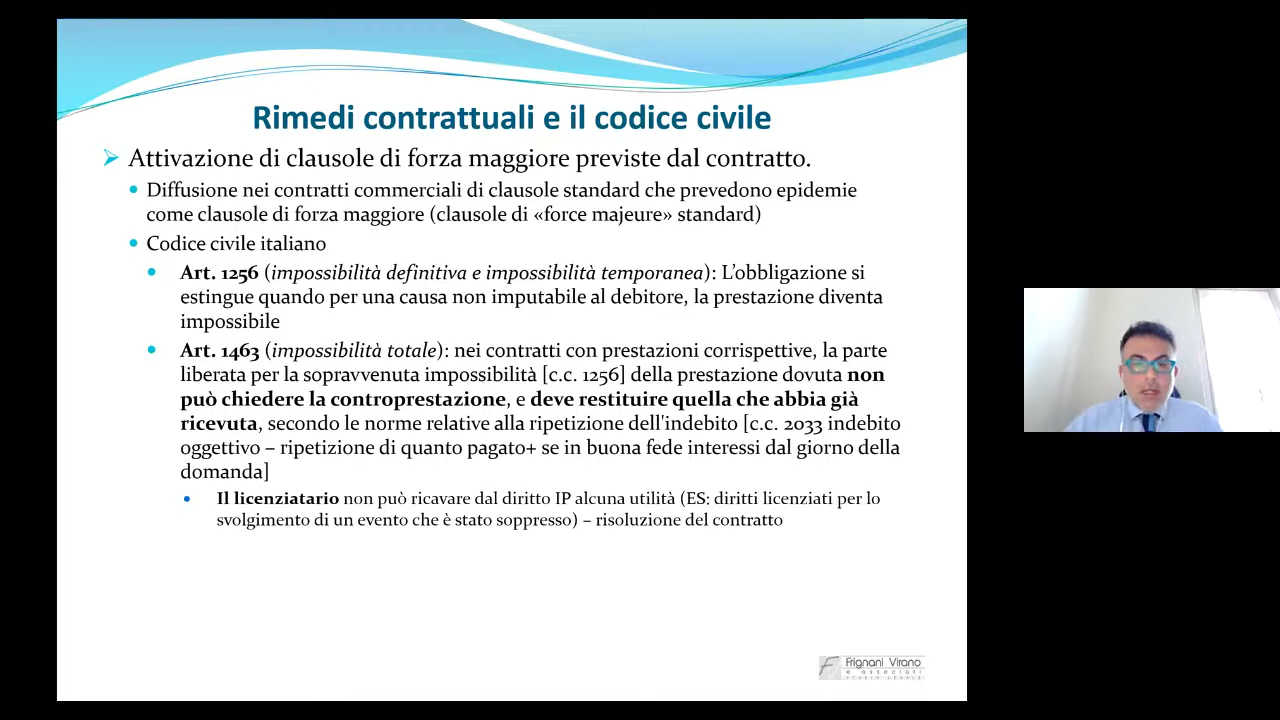 Rimedi contrattuali e il codice civile
Attivazione di clausole di forza maggiore previste dal contratto.
Diffusione nei contratti commerciali di clausole standard che prevedono epidemie
come clausole di forza maggiore (clausole di «force majeure» standard)
Codice civile italiano
Art. 1256 (impossibilità definitiva e impossibilità temporanea): L'obbligazione si
estingue quando per una causa non imputabile al debitore, la prestazione diventa
impossibile
Art. 1463 (impossibilità totale): nei contratti con prestazioni corrispettive, la parte
liberata per la sopravvenuta impossibilità [c.c. 1256] della prestazione dovuta non
può chiedere la controprestazione, e deve restituire quella che abbia già
ricevuta, secondo le norme relative alla ripetizione dell'indebito [c.c. 2033 indebito
oggettivo – ripetizione di quanto pagato+ se in buona fede interessi dal giorno della
domanda]
Il licenziatario non può ricavare dal diritto IP alcuna utilità (ES: diritti licenziati per lo
svolgimento di un evento che è stato soppresso) – risoluzione del contratto
Frignani Virano
e associati
STUDIO LEGALE